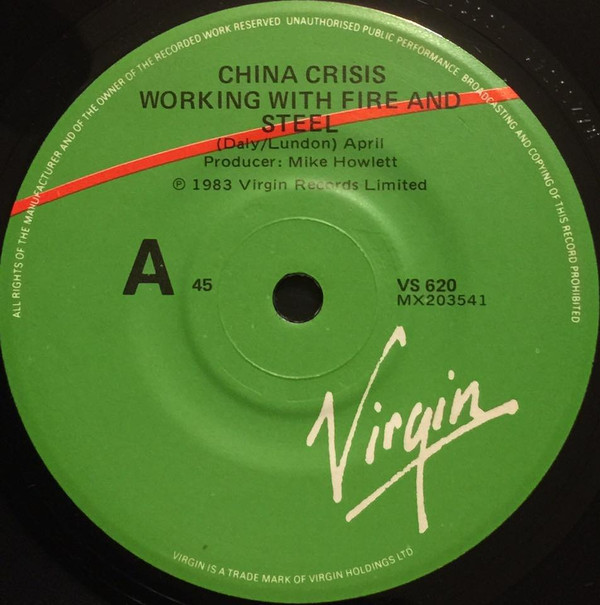 ALL RIGHTS OF THE MANUFACTURER AND OF THE OWNER OF THE RECORDED WORK RESERVED UNAUTHORISED PUBLIC PERFORMANCE BROADCASTING AND COPYING OF THIS RECORD PROHIBITED
CHINA CRISIS
WORKING WITH FIRE AND
STEEL
(Daly/Lundon) April
Producer: Mike Howlett
℗ 1983 Virgin Records Limited
A 45 VS 620
MX203541
Virgin
VIRGIN IS A TRADE MARK OF VIRGIN HOLDINGS LTD